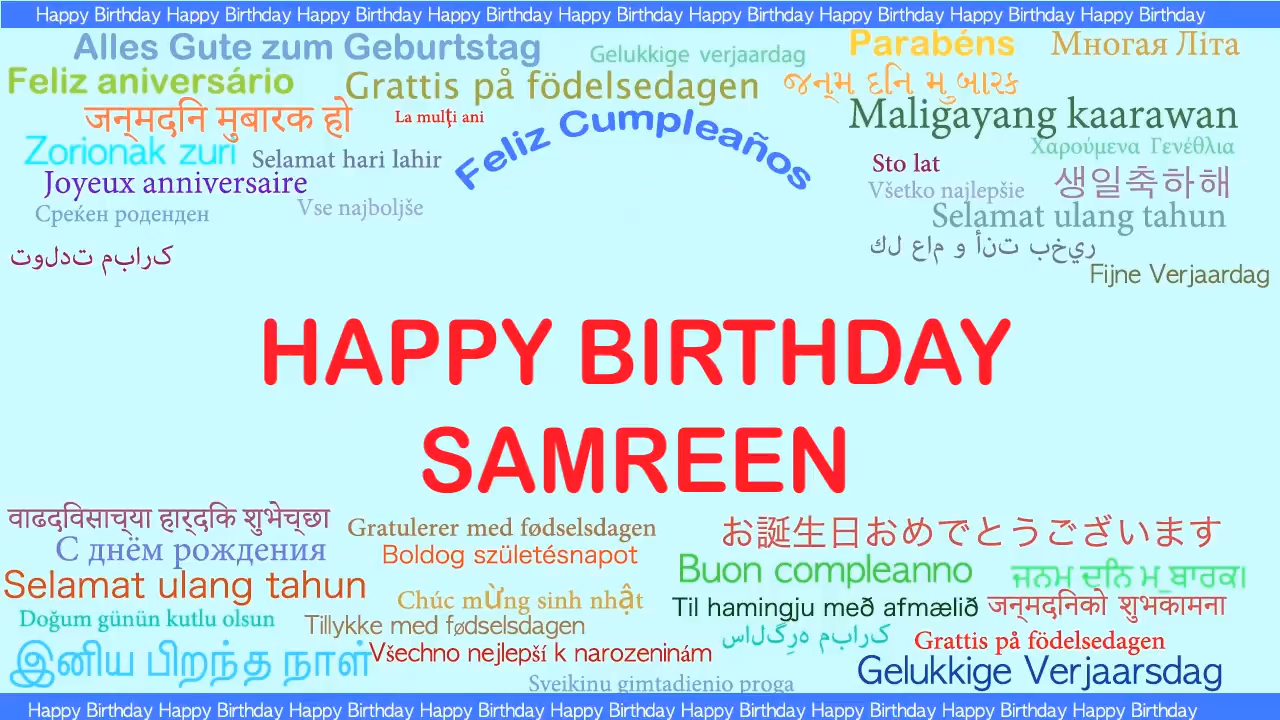 Happy Birthday Happy Birthday Happy Birthday Happy Birthday Happy Birthday Happy Birthday Happy Birthday Happy Birthday Happy Birthday
Alles Gute zum Geburtstag
Gelukkige verjaardag
Parabéns
Многая Літа
Feliz aniversário
Grattis på födelsedagen
જન્મ દિન મુબારક
जन्मदिन मुबारक हो
La mulţi ani
Feliz Cumpleaños
Maligayang kaarawan
Zorionak zuri
Selamat hari lahir
Χαρούμενα Γενέθλια
Sto lat
Joyeux anniversaire
Všetko najlepšie
생일축하해
Среќен роденден
Vse najboljše
Selamat ulang tahun
تولدت مبارک
كل عام و أنت بخير
Fijne Verjaardag
HAPPY BIRTHDAY
SAMREEN
वाढदिवसाच्या हार्दिक शुभेच्छा
Gratulerer med fødselsdagen
お誕生日おめでとうございます
С днём рождения
Boldog születésnapot
Buon compleanno
ਜਨਮ ਦਿਨ ਮੁਬਾਰਕ।
Selamat ulang tahun
Chúc mừng sinh nhật
Til hamingju með afmælið
जन्मदिनको शुभकामना
Doğum günün kutlu olsun
Tillykke med fødselsdagen
سالگِرہ مبارک
Grattis på födelsedagen
இனிய பிறந்த நாள்
Všechno nejlepší k narozeninám
Gelukkige Verjaarsdag
Sveikinu gimtadienio proga
Happy Birthday Happy Birthday Happy Birthday Happy Birthday Happy Birthday Happy Birthday Happy Birthday Happy Birthday Happy Birthday